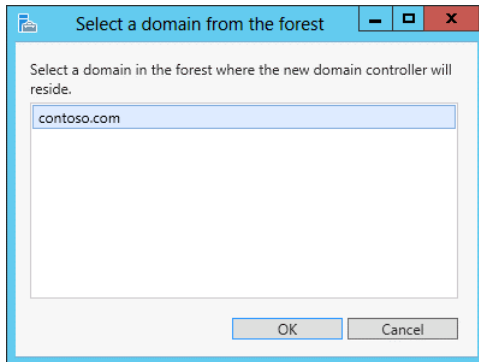 Select a domain from the forest
Select a domain in the forest where the new domain controller will
reside.
contoso.com
OK
Cancel